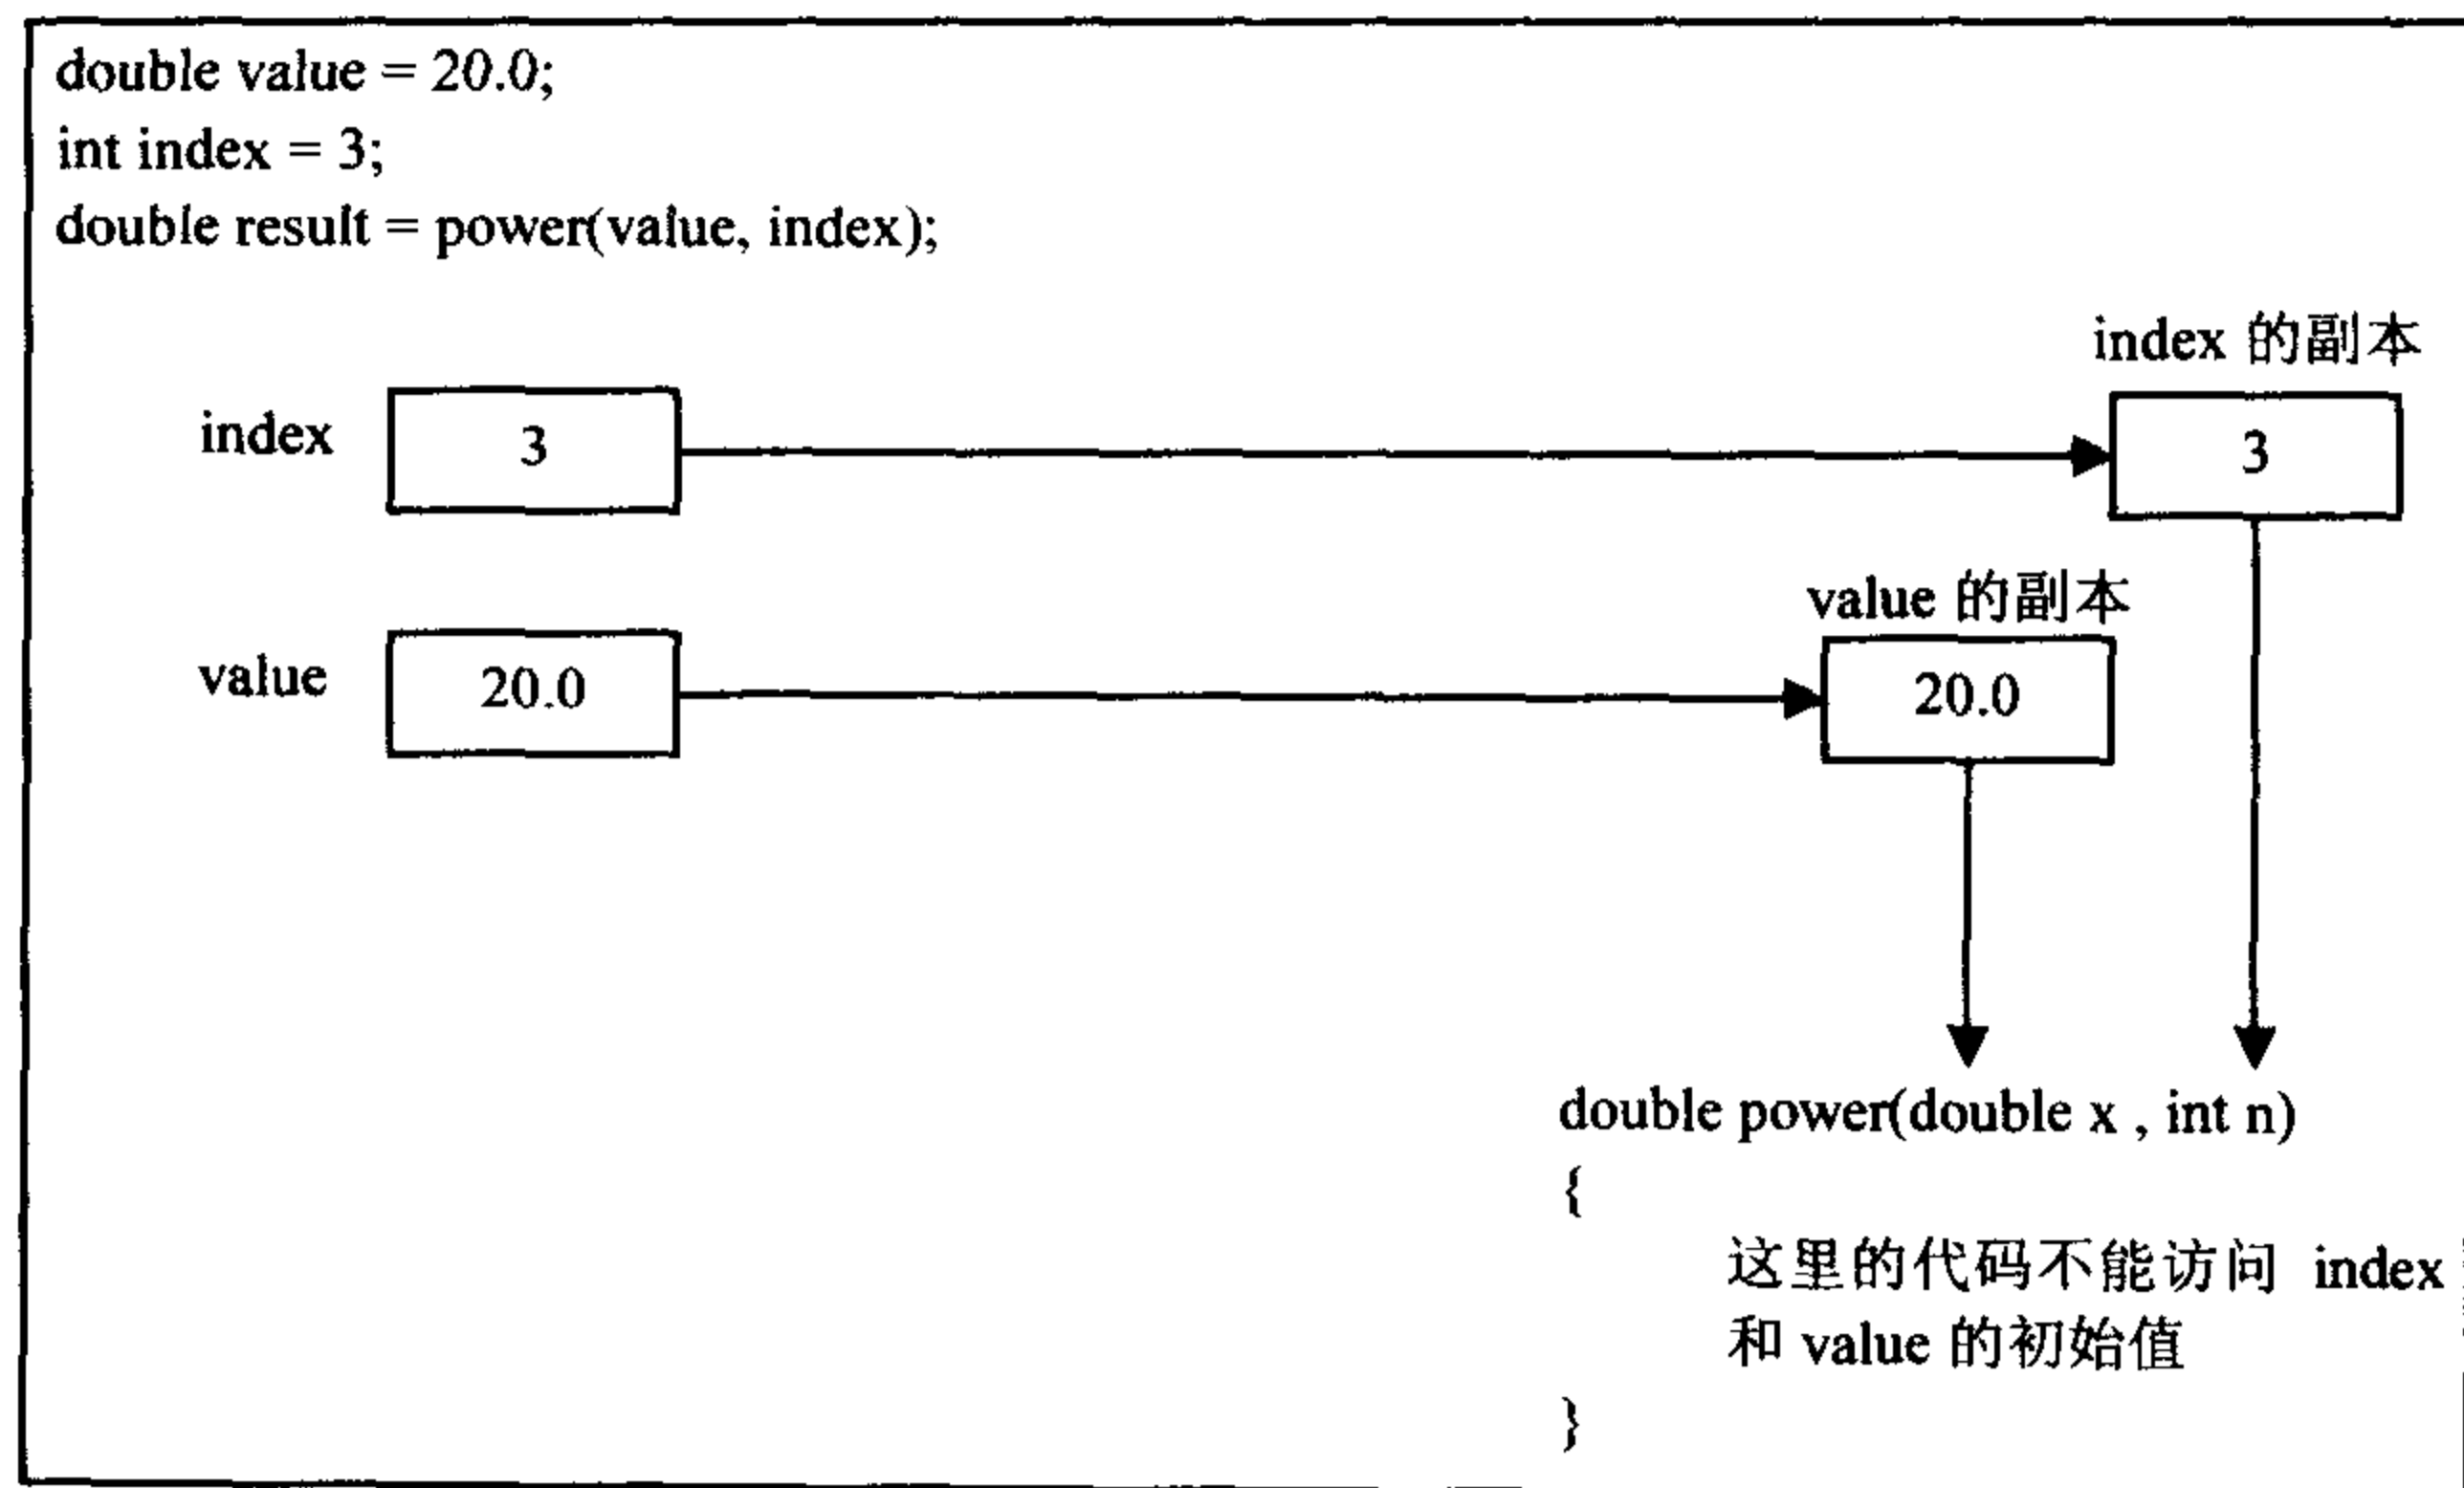 double value = 20.0;
int index = 3;
double result = power(value, index);
index 的副本
index
3
3
value 的副本
value
20.0
20.0
double power(double x , int n)
{
这里的代码不能访问 index
和 value 的初始值
}